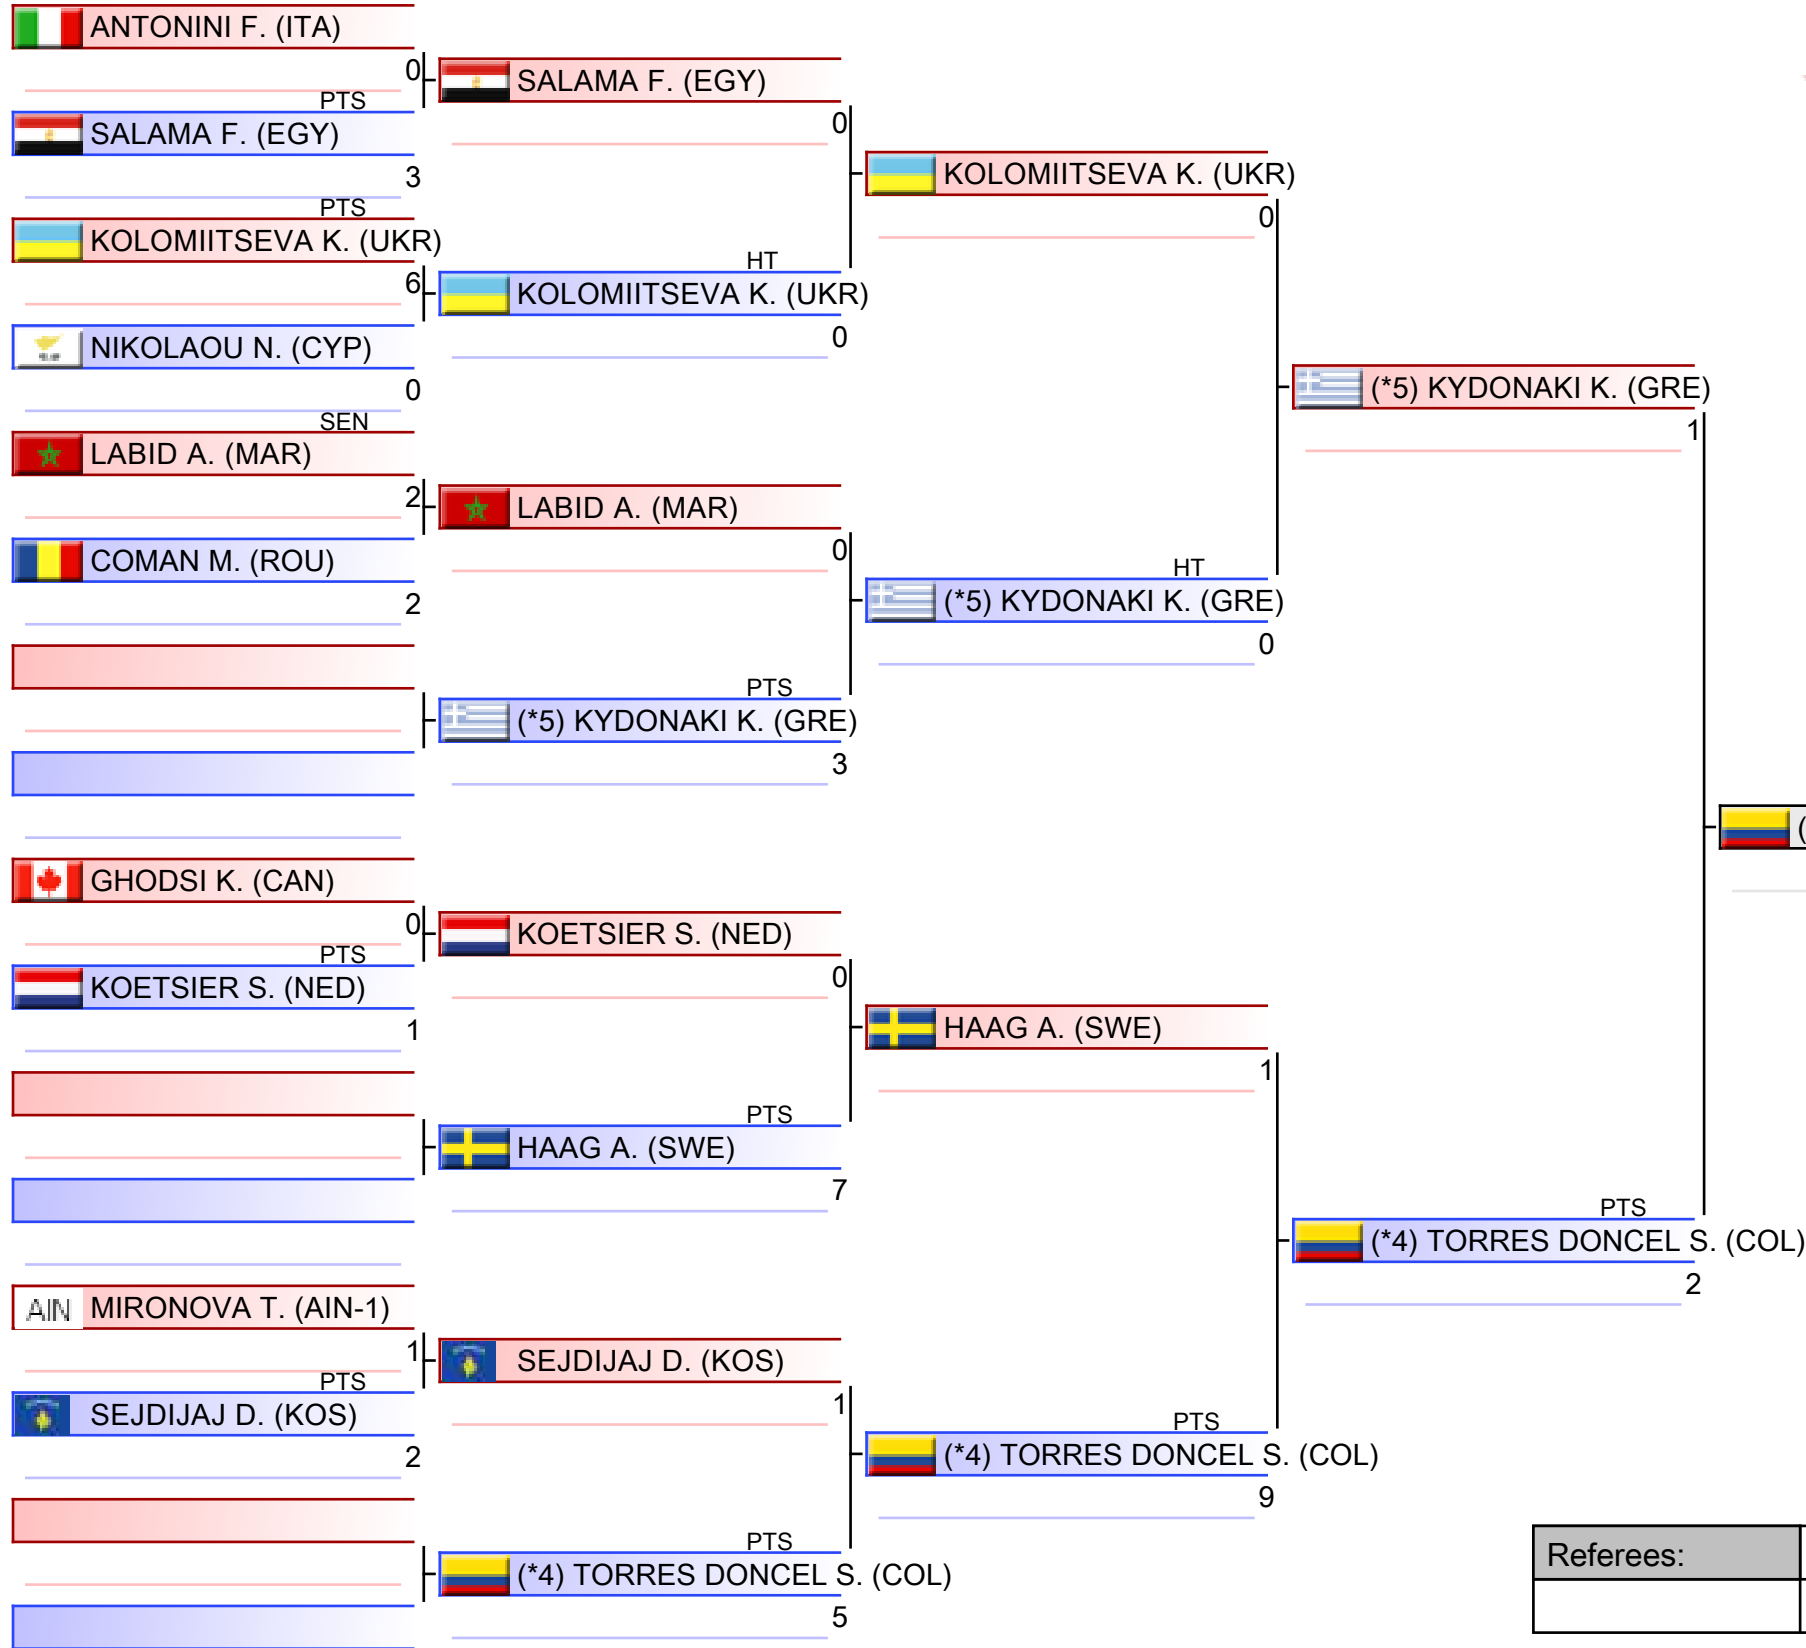 ANTONINI F. (ITA)
0
PTS
SALAMA F. (EGY)
3
PTS
KOLOMIITSEVA K. (UKR)
6
NIKOLAOU N. (CYP)
0
SEN
LABID A. (MAR)
2
COMAN M. (ROU)
2
GHODSI K. (CAN)
0
PTS
KOETSIER S. (NED)
1
MIRONOVA T. (AIN-1)
AIN
1
PTS
SEJDIJAJ D. (KOS)
2
SALAMA F. (EGY)
0
HT
KOLOMIITSEVA K. (UKR)
0
LABID A. (MAR)
0
PTS
(*5) KYDONAKI K. (GRE)
3
KOETSIER S. (NED)
0
PTS
HAAG A. (SWE)
7
SEJDIJAJ D. (KOS)
1
PTS
(*4) TORRES DONCEL S. (COL)
5
KOLOMIITSEVA K. (UKR)
0
HT
(*5) KYDONAKI K. (GRE)
0
HAAG A. (SWE)
1
PTS
(*4) TORRES DONCEL S. (COL)
9
(*5) KYDONAKI K. (GRE)
1
PTS
(*4) TORRES DONCEL S. (COL)
2
(
Referees: